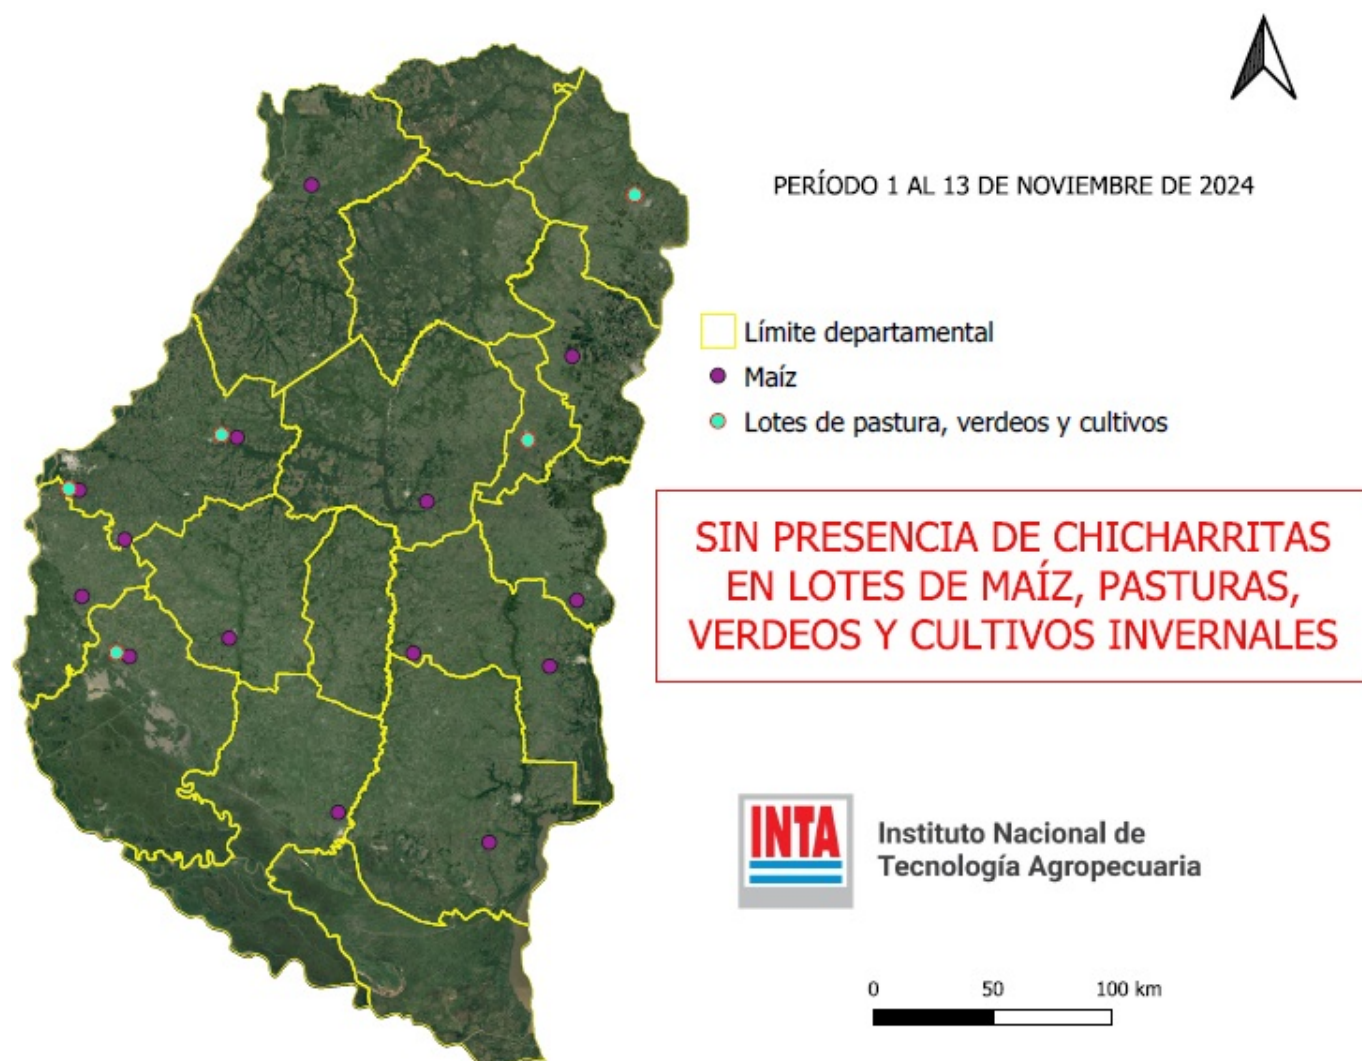 PERÍODO 1 AL 13 DE NOVIEMBRE DE 2024
Límite departamental
Maíz
Lotes de pastura, verdeos y cultivos
SIN PRESENCIA DE CHICHARRITAS
EN LOTES DE MAÍZ, PASTURAS,
VERDEOS Y CULTIVOS INVERNALES
INTA
Instituto Nacional de
Tecnología Agropecuaria
0 50 100 km